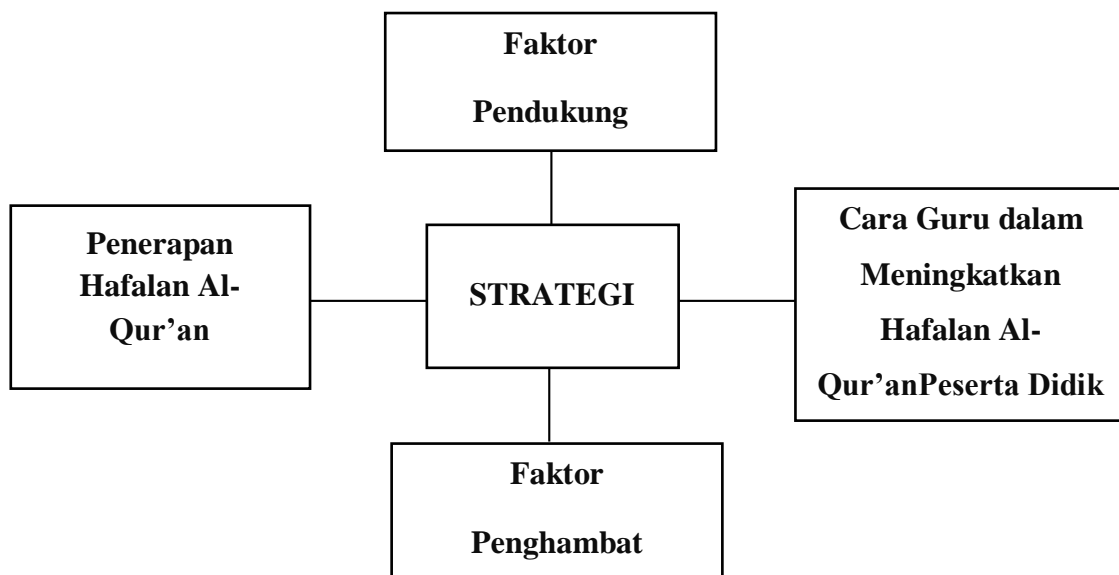 Faktor
Pendukung
Penerapan
Hafalan Al-
Qur’an
STRATEGI
Cara Guru dalam
Meningkatkan
Hafalan Al-
Qur’anPeserta Didik
Faktor
Penghambat